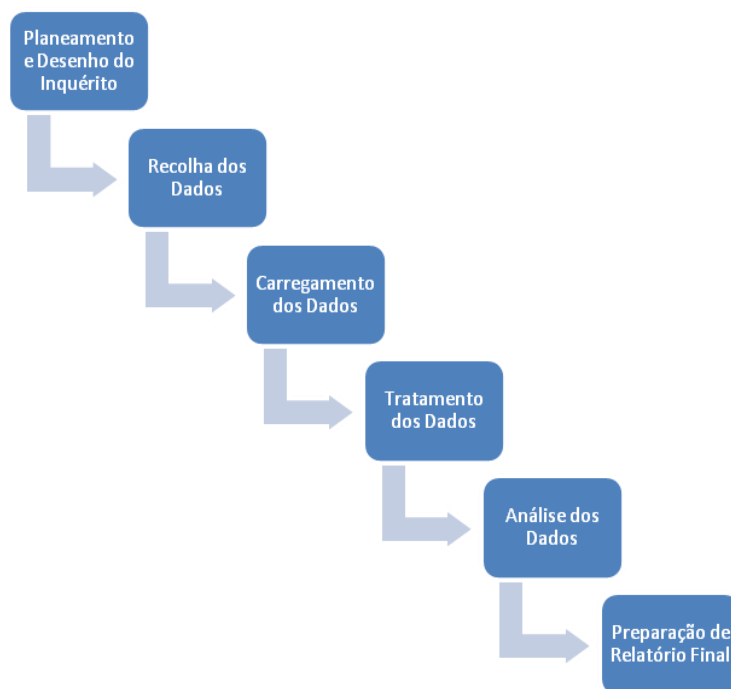 Planeamento
e Desenho do
Inquérito
Recolha dos
Dados
Carregamento
dos Dados
Tratamento
dos Dados
Análise dos
Dados
Preparação de
Relatório Final